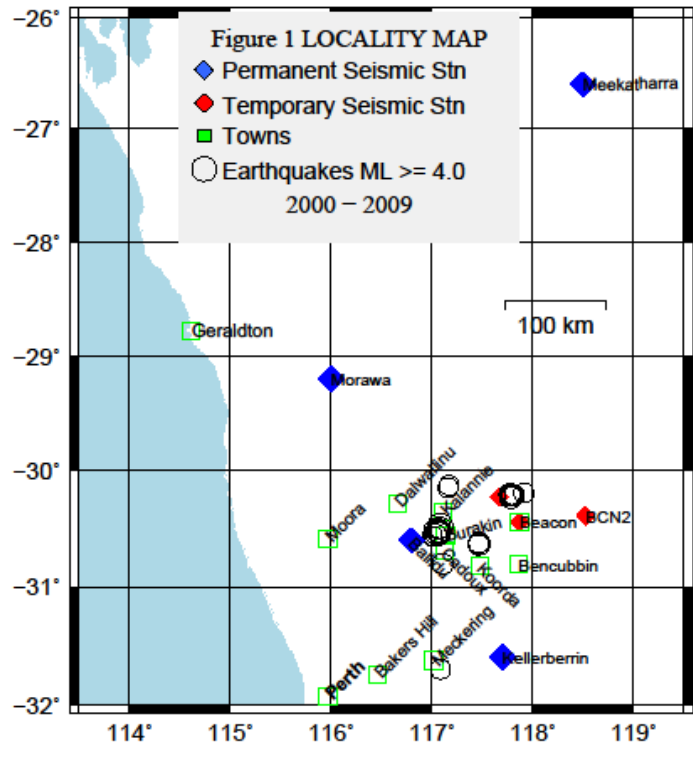 Figure 1 LOCALITY MAP
Permanent Seismic Stn
Temporary Seismic Stn
Towns
Earthquakes ML >= 4.0
2000 – 2009
−26°
−27°
−28°
−29°
−30°
−31°
−32°
Meekatharra
Geraldton
100 km
Morawa
Dalwallinu
Kalannie
Moora
Burakin
Beacon
BCN2
Ballidu
Cadoux
Koorda
Bencubbin
Bakers Hill
Meckering
Kellerberrin
Perth
114°
115°
116°
117°
118°
119°